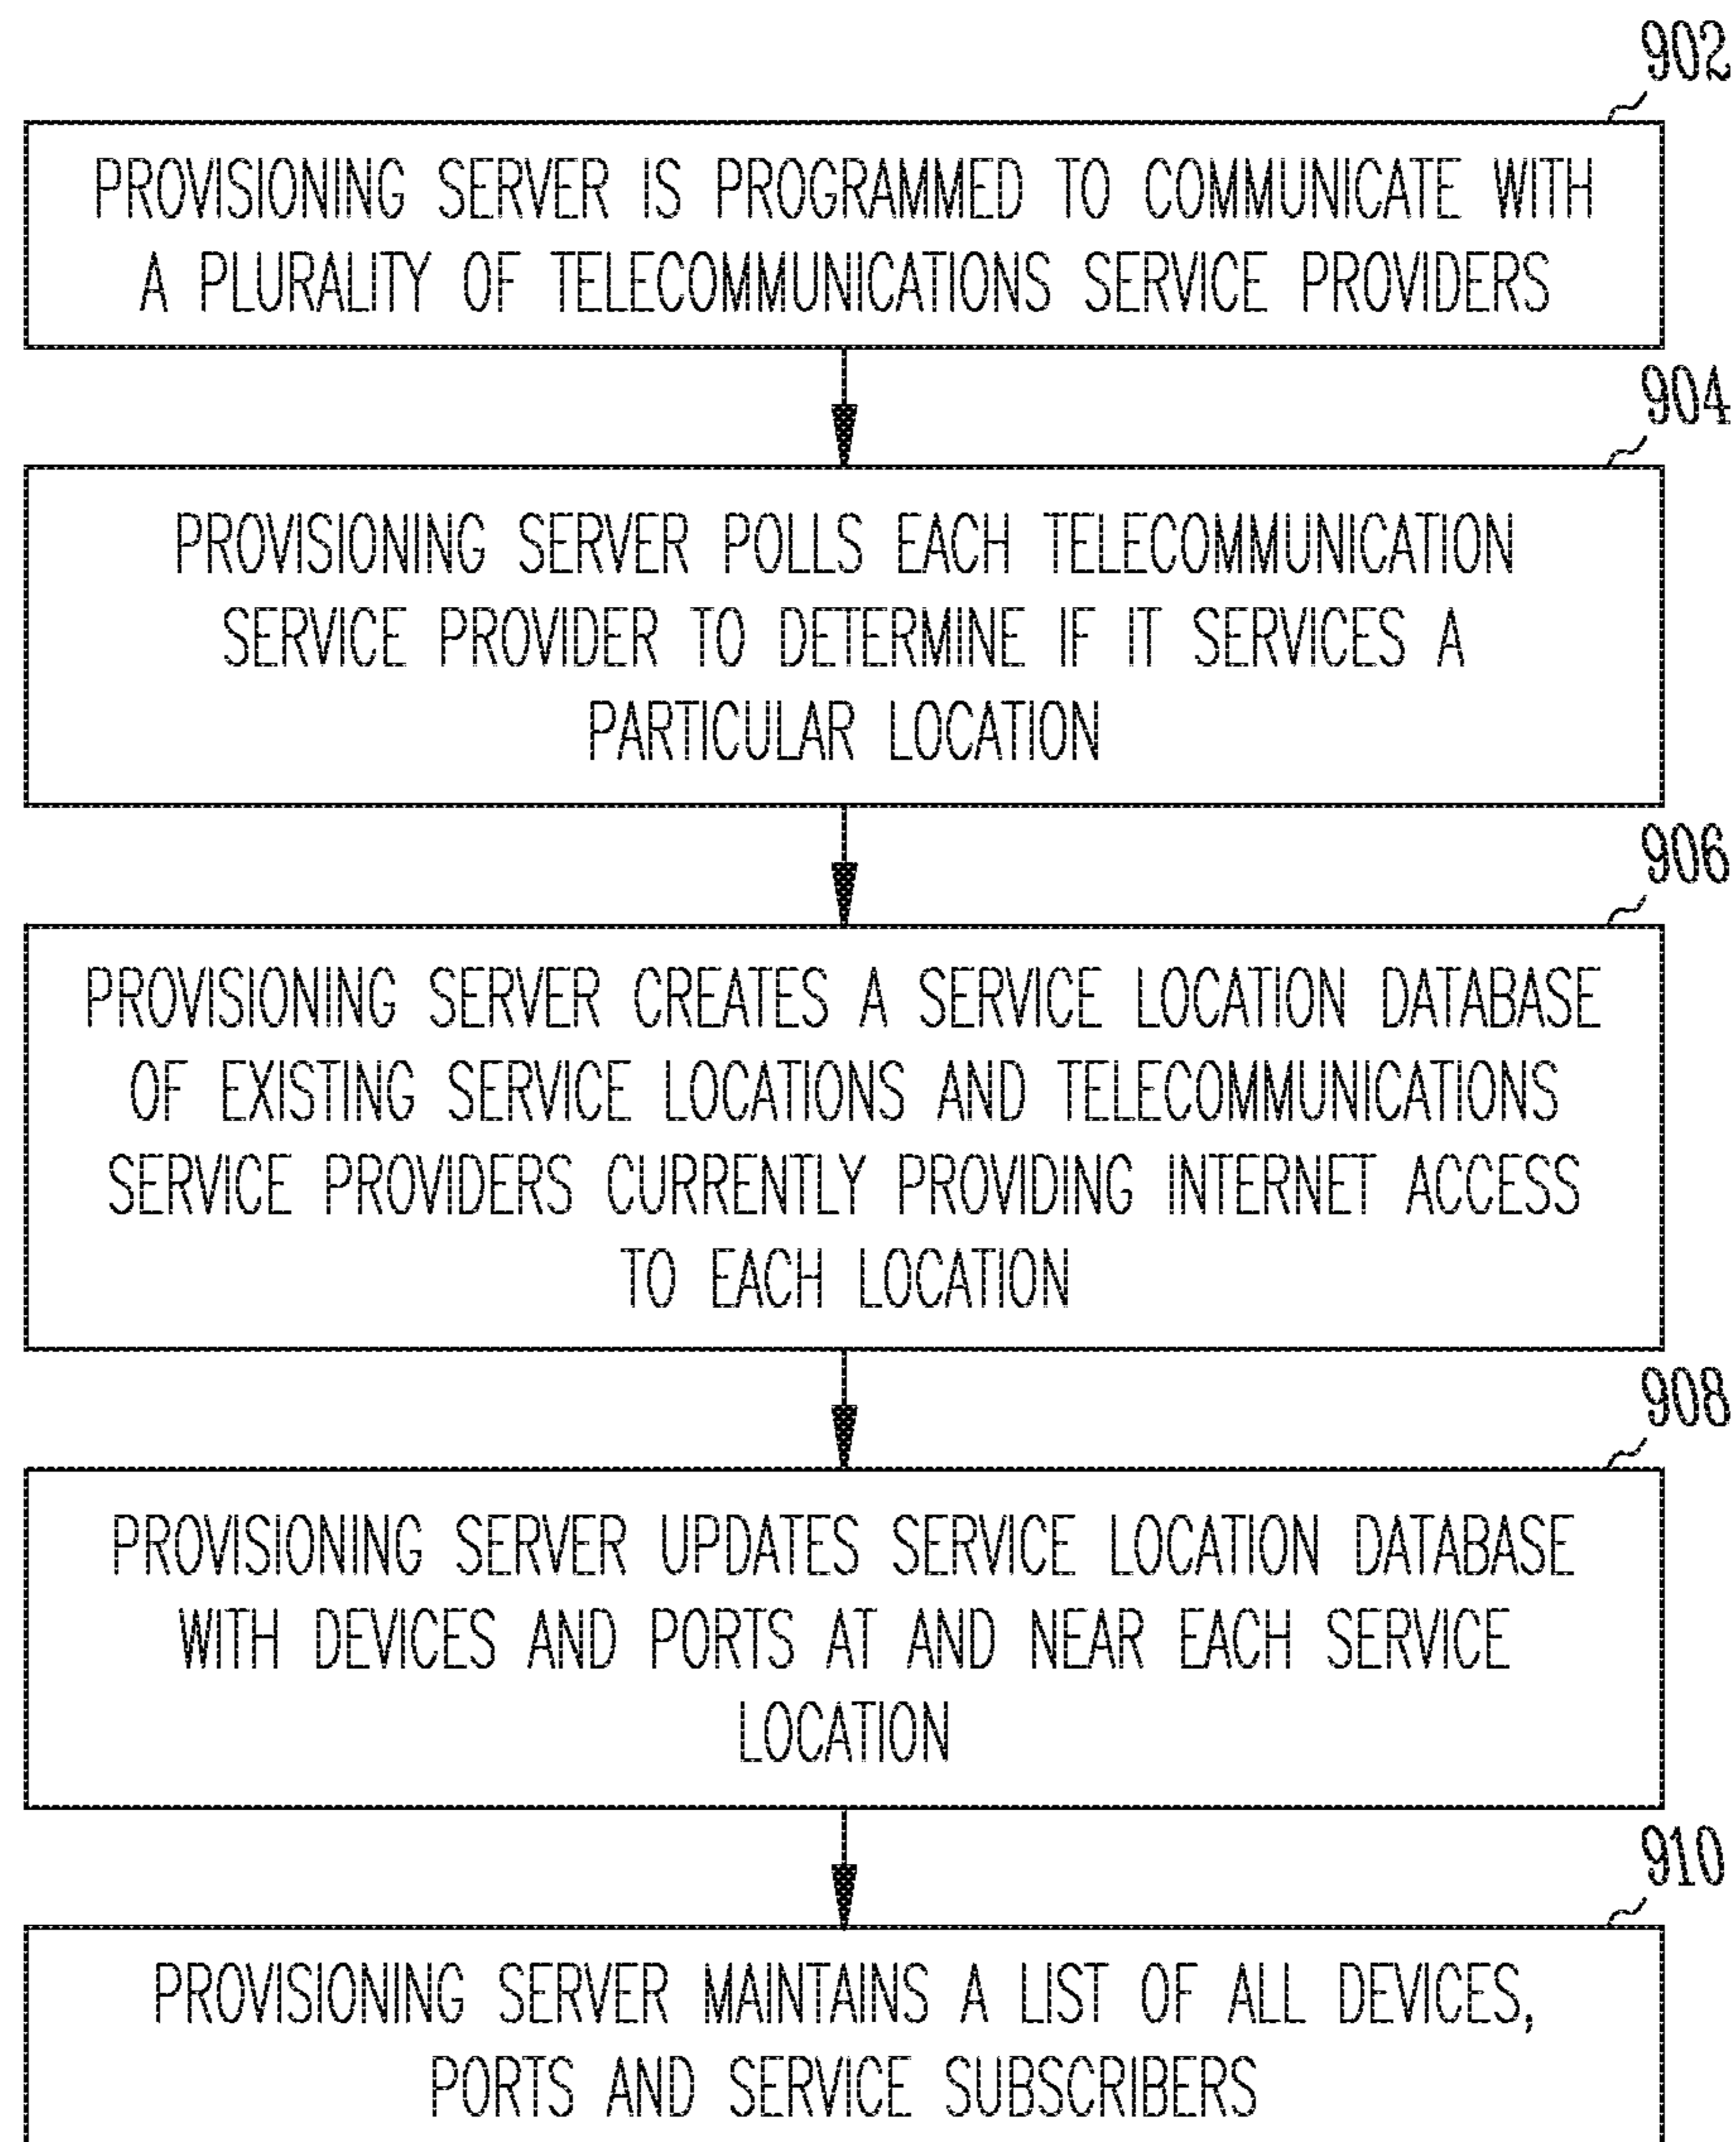 902
PROVISIONING SERVER IS PROGRAMMED TO COMMUNICATE WITH
A PLURALITY OF TELECOMMUNICATIONS SERVICE PROVIDERS
904
PROVISIONING SERVER POLLS EACH TELECOMMUNICATION
SERVICE PROVIDER TO DETERMINE IF IT SERVICES A
PARTICULAR LOCATION
906
PROVISIONING SERVER CREATES A SERVICE LOCATION DATABASE
OF EXISTING SERVICE LOCATIONS AND TELECOMMUNICATIONS
SERVICE PROVIDERS CURRENTLY PROVIDING INTERNET ACCESS
TO EACH LOCATION
908
PROVISIONING SERVER UPDATES SERVICE LOCATION DATABASE
WITH DEVICES AND PORTS AT AND NEAR EACH SERVICE
LOCATION
910
PROVISIONING SERVER MAINTAINS A LIST OF ALL DEVICES,
PORTS AND SERVICE SUBSCRIBERS